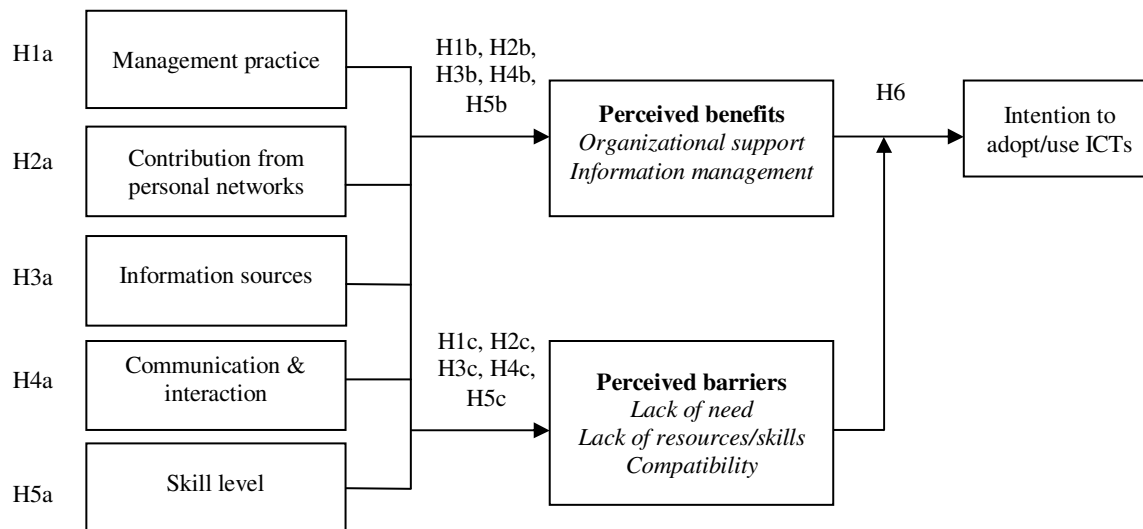 H1a
Management practice
H2a
Contribution from
personal networks
H3a
Information sources
H4a
Communication &
interaction
H5a
Skill level
H1b, H2b,
H3b, H4b,
H5b
H1c, H2c,
H3c, H4c,
H5c
Perceived benefits
Organizational support
Information management
Perceived barriers
Lack of need
Lack of resources/skills
Compatibility
H6
Intention to
adopt/use ICTs